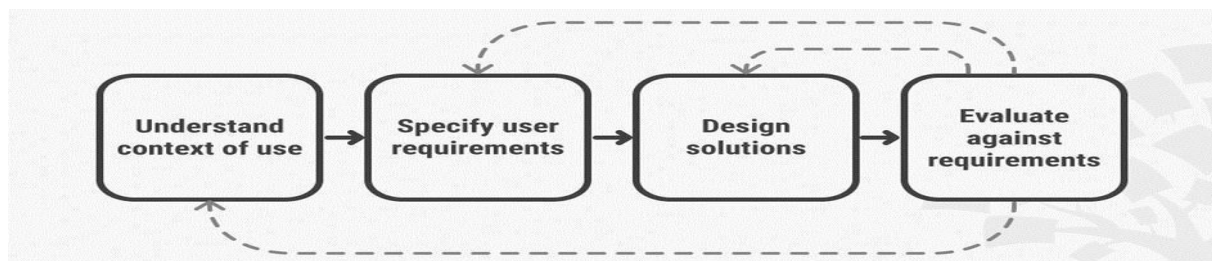 Understand
context of use
Specify user
requirements
Design
solutions
Evaluate
against
requirements